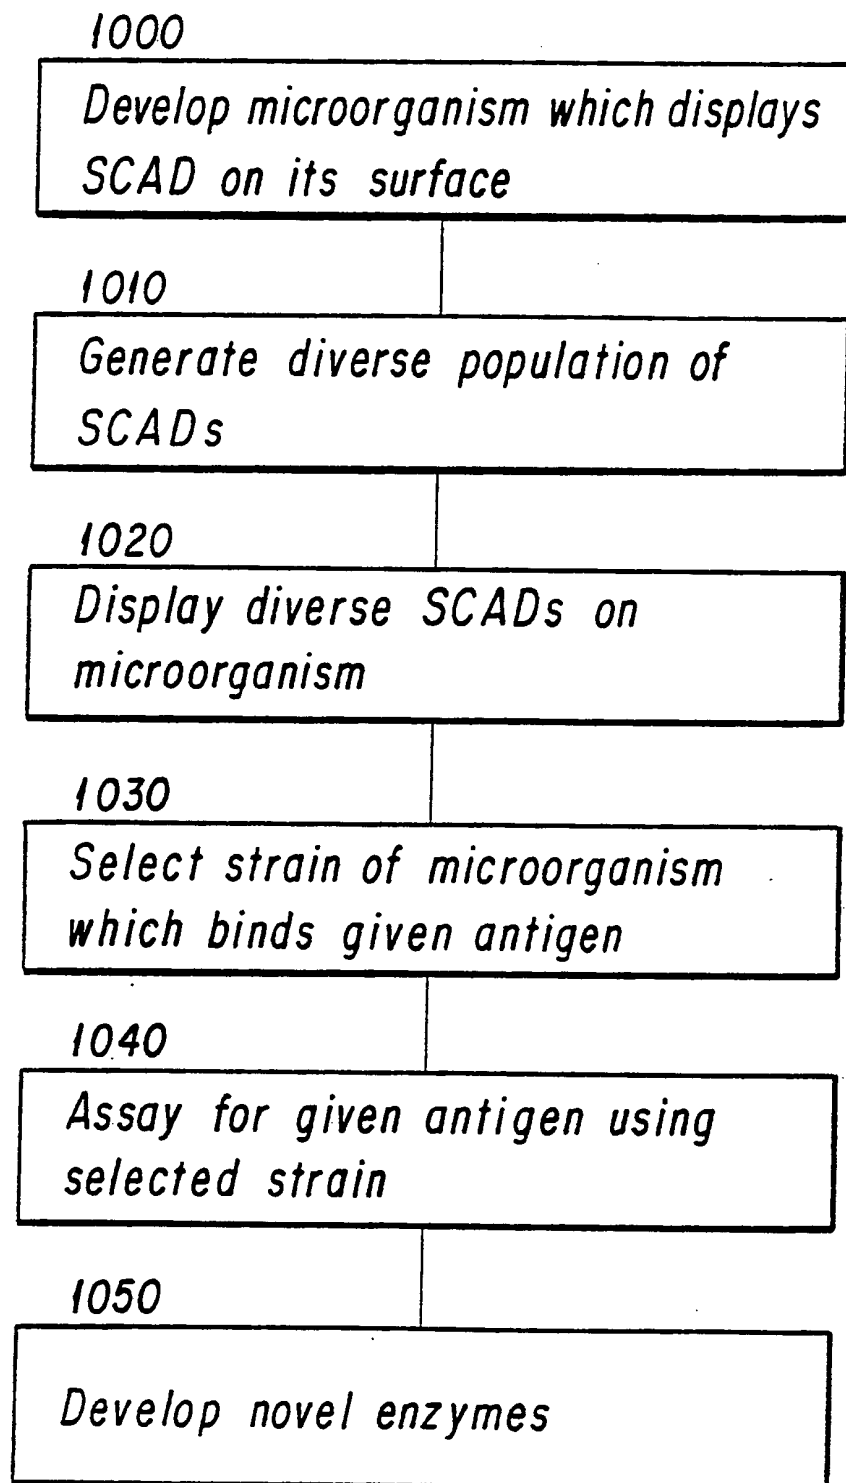 1000
Develop microorganism which displays
SCAD on its surface
1010
Generate diverse population of
SCADs
1020
Display diverse SCADs on
microorganism
1030
Select strain of microorganism
which binds given antigen
1040
Assay for given antigen using
selected strain
1050
Develop novel enzymes